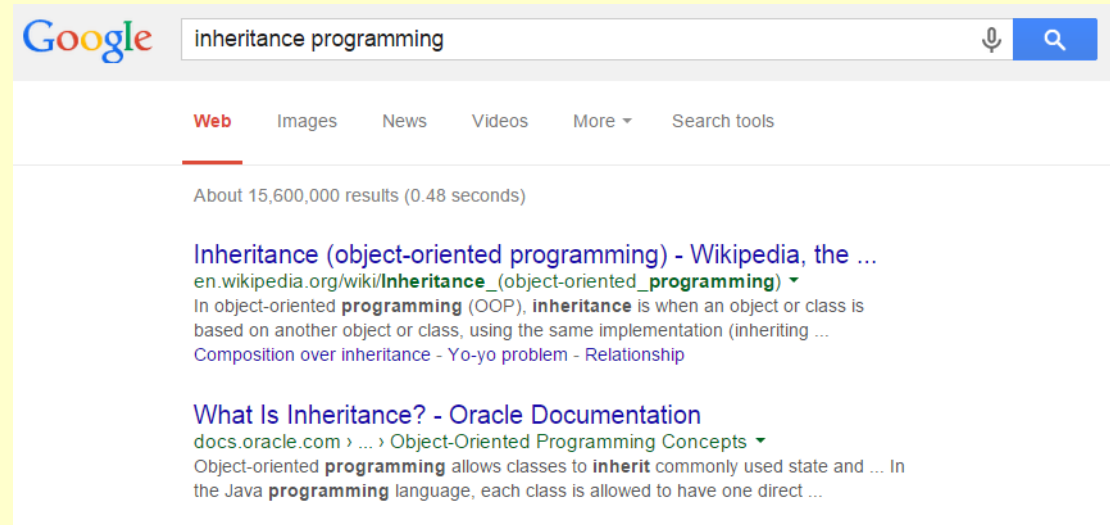 Google inheritance programming
Web Images News Videos More Search tools
About 15,600,000 results (0.48 seconds)
Inheritance (object-oriented programming) - Wikipedia, the ...
en.wikipedia.org/wiki/Inheritance_(object-oriented_programming)
In object-oriented programming (OOP), inheritance is when an object or class is
based on another object or class, using the same implementation (inheriting ...
Composition over inheritance - Yo-yo problem - Relationship
What Is Inheritance? - Oracle Documentation
docs.oracle.com › ... › Object-Oriented Programming Concepts
Object-oriented programming allows classes to inherit commonly used state and ... In
the Java programming language, each class is allowed to have one direct ...